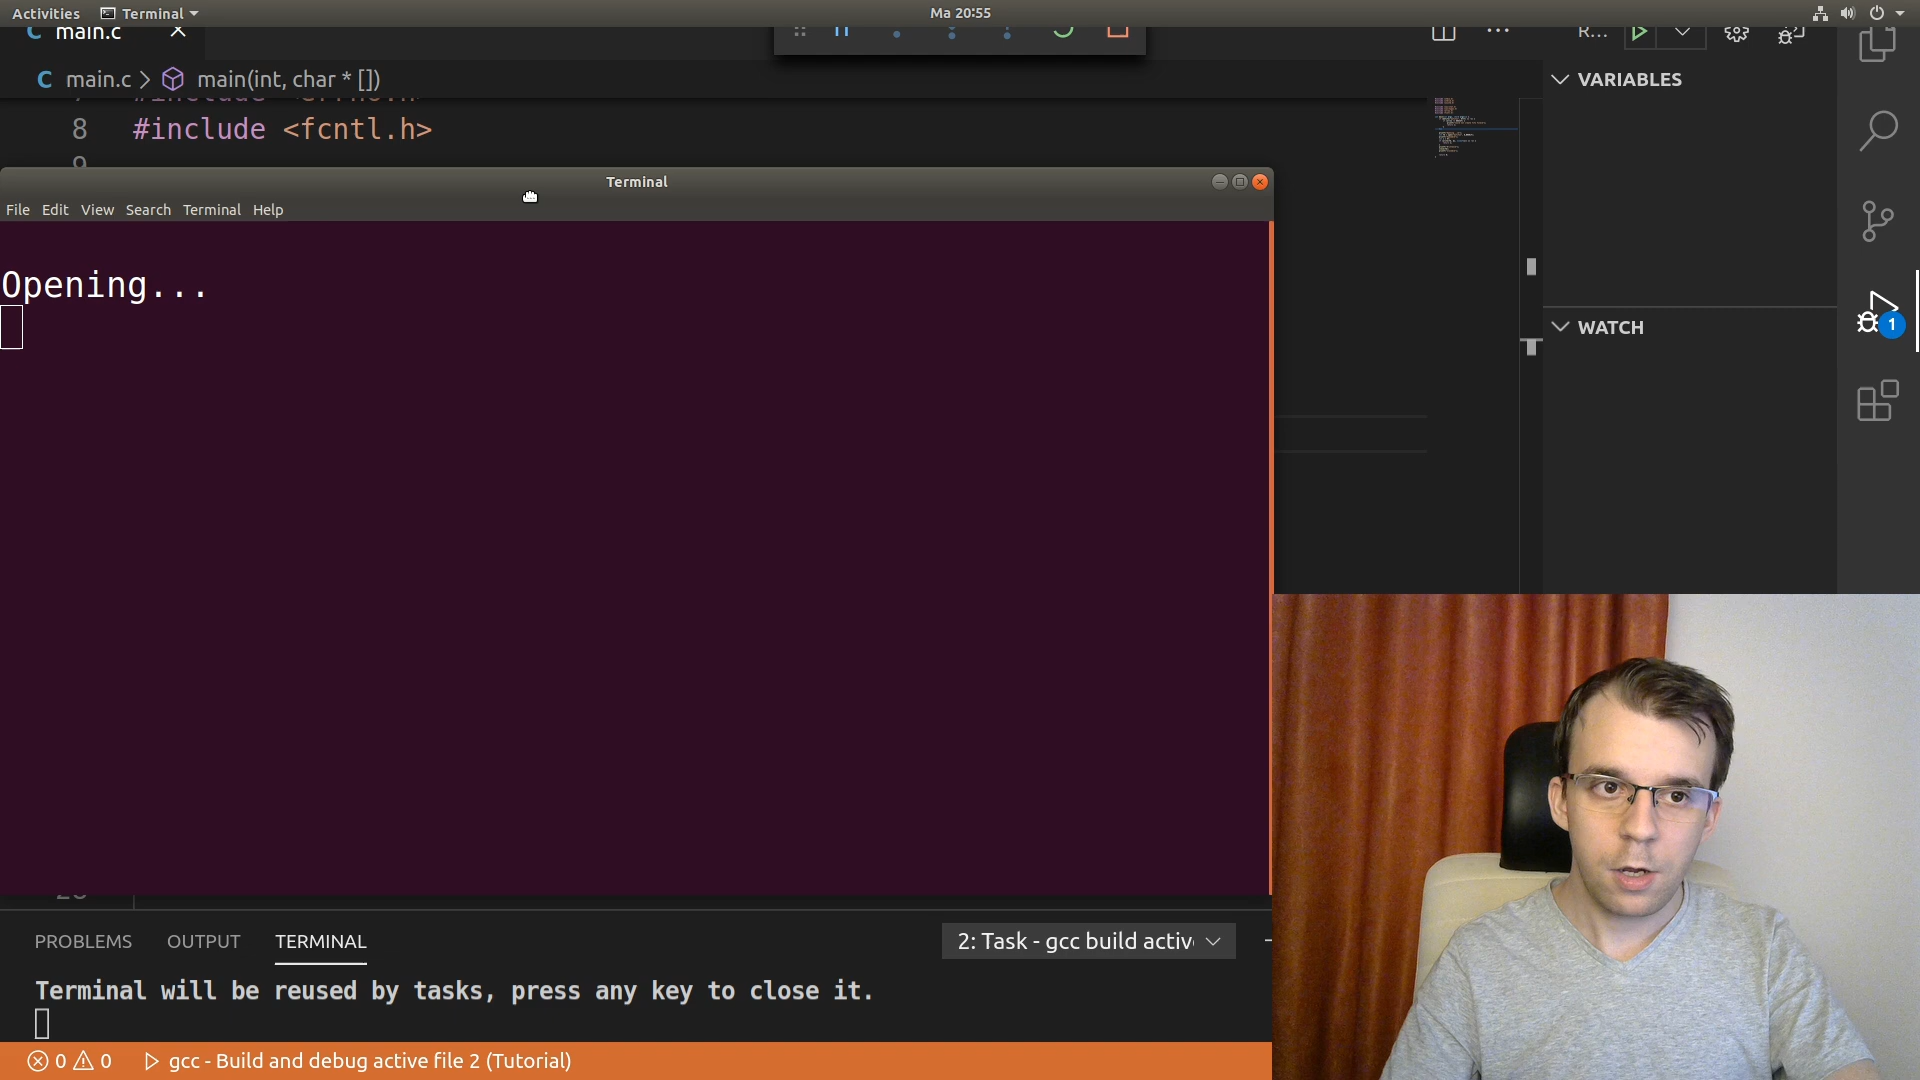 Activities Terminal Ma 20:55
main.c R...
main.c main(int, char * []) VARIABLES
8 #include <fcntl.h>
9
Terminal
File Edit View Search Terminal Help
Opening...
WATCH
1
PROBLEMS OUTPUT TERMINAL 2: Task - gcc build activ
Terminal will be reused by tasks, press any key to close it.
0 0 gcc - Build and debug active file 2 (Tutorial)